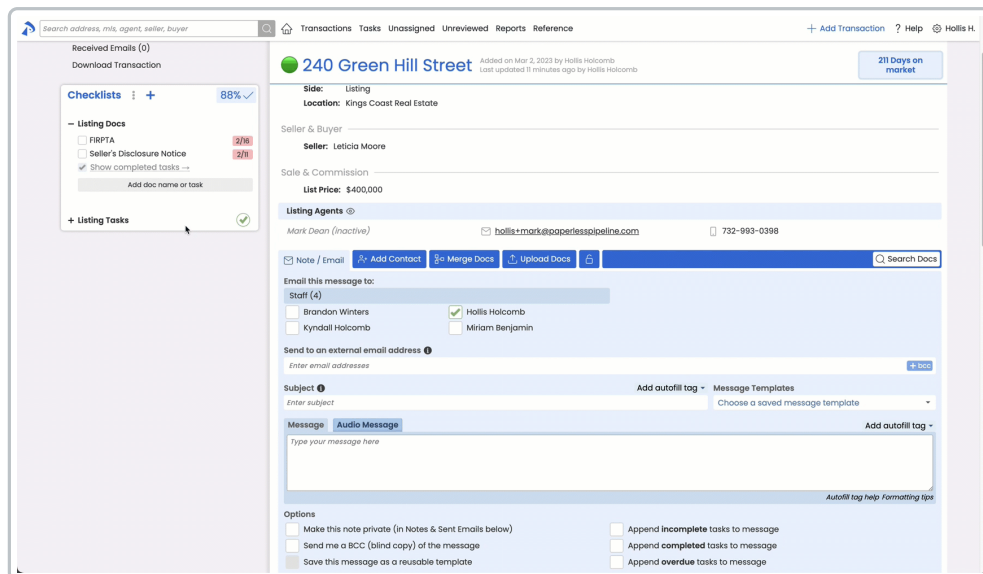 Search address, mls, agent, seller, buyer
Transactions Tasks Unassigned Unreviewed Reports Reference
+ Add Transaction ? Help Hollis H.
Received Emails (0)
Download Transaction
Checklists + 88%
− Listing Docs
FIRPTA 2/16
Seller's Disclosure Notice 2/11
Show completed tasks →
Add doc name or task
+ Listing Tasks
240 Green Hill Street
Added on Mar 2, 2023 by Hollis Holcomb
Last updated 11 minutes ago by Hollis Holcomb
211 Days on
market
Side: Listing
Location: Kings Coast Real Estate
Seller & Buyer
Seller: Leticia Moore
Sale & Commission
List Price: $400,000
Listing Agents
Mark Dean (inactive) hollis+mark@paperlesspipeline.com 732-993-0398
Note / Email Add Contact Merge Docs Upload Docs Search Docs
Email this message to:
Staff (4)
Brandon Winters Hollis Holcomb
Kyndall Holcomb Miriam Benjamin
Send to an external email address
Enter email addresses + bcc
Subject Add autofill tag Message Templates
Enter subject Choose a saved message template
Message Audio Message Add autofill tag
Type your message here
Autofill tag help Formatting tips
Options
Make this note private (in Notes & Sent Emails below) Append incomplete tasks to message
Send me a BCC (blind copy) of the message Append completed tasks to message
Save this message as a reusable template Append overdue tasks to message